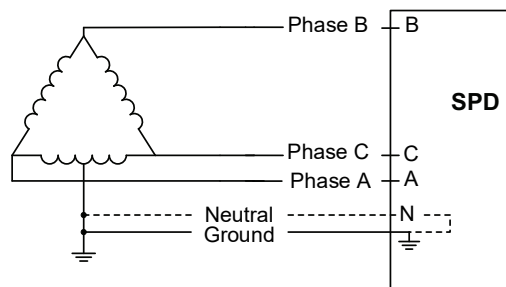 Phase B B
SPD
Phase C C
Phase A A
Neutral N
Ground